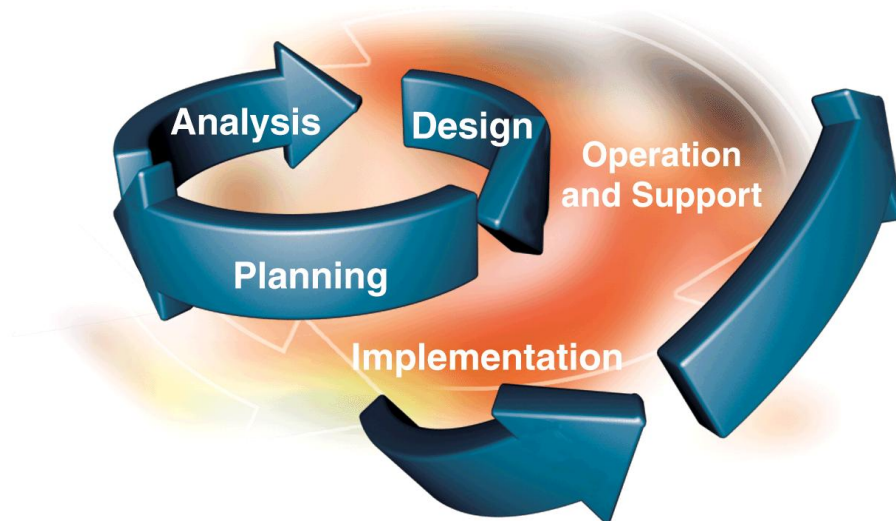 Analysis
Design
Operation
and Support
Planning
Implementation